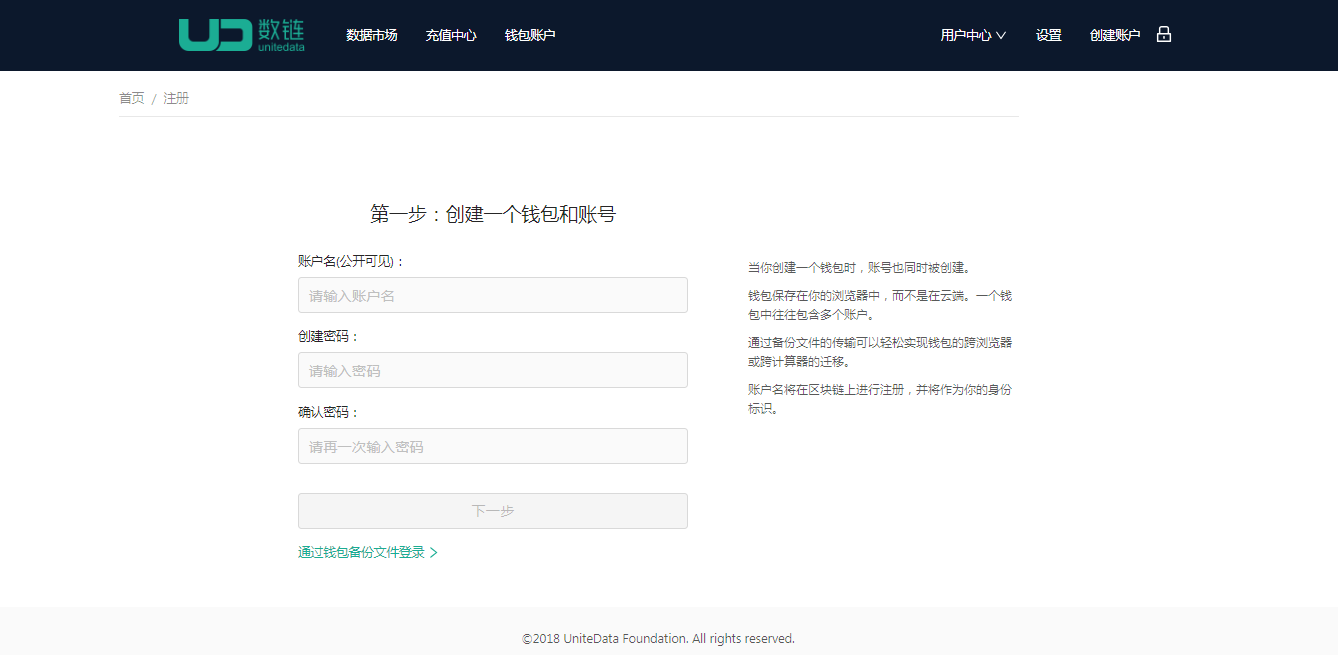 数链
unitedata
数据市场
充值中心
钱包账户
用户中心
设置
创建账户
首页 / 注册
第一步：创建一个钱包和账号
账户名(公开可见)：
请输入账户名
创建密码：
请输入密码
确认密码：
请再一次输入密码
下一步
通过钱包备份文件登录 >
当你创建一个钱包时，账号也同时被创建。
钱包保存在你的浏览器中，而不是在云端。一个钱
包中往往包含多个账户。
通过备份文件的传输可以轻松实现钱包的跨浏览器
或跨计算器的迁移。
账户名将在区块链上进行注册，并将作为你的身份
标识。
©2018 UniteData Foundation. All rights reserved.